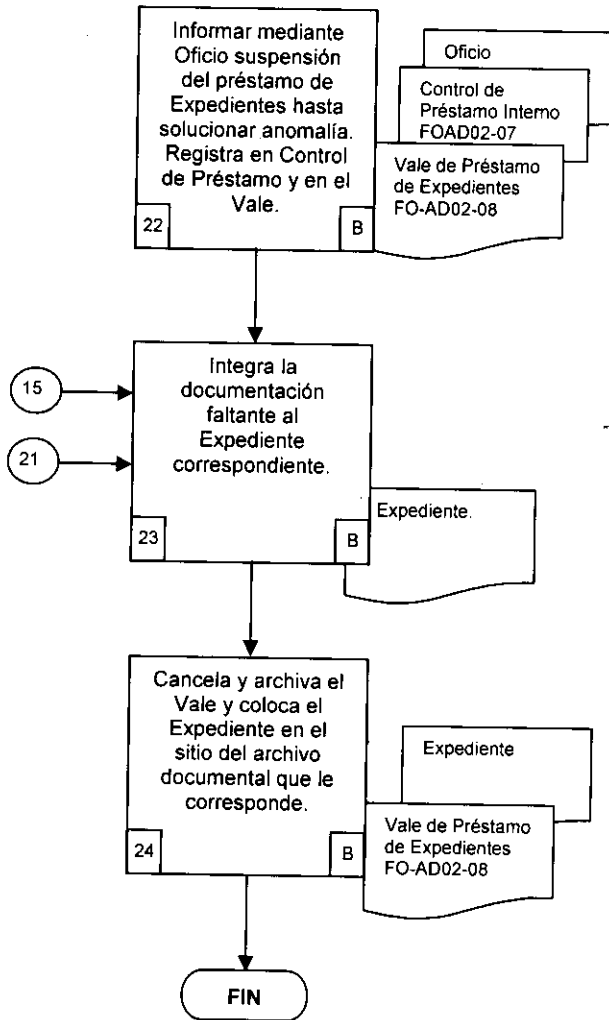 Informar mediante
Oficio suspensión
del préstamo de
Expedientes hasta
solucionar anomalía.
Registra en Control
de Préstamo y en el
Vale.
22
B
Oficio
Control de
Préstamo Interno
FOAD02-07
Vale de Préstamo
de Expedientes
FO-AD02-08
15
21
Integra la
documentación
faltante al
Expediente
correspondiente.
23
B
Expediente.
Cancela y archiva el
Vale y coloca el
Expediente en el
sitio del archivo
documental que le
corresponde.
24
B
Expediente
Vale de Préstamo
de Expedientes
FO-AD02-08
FIN